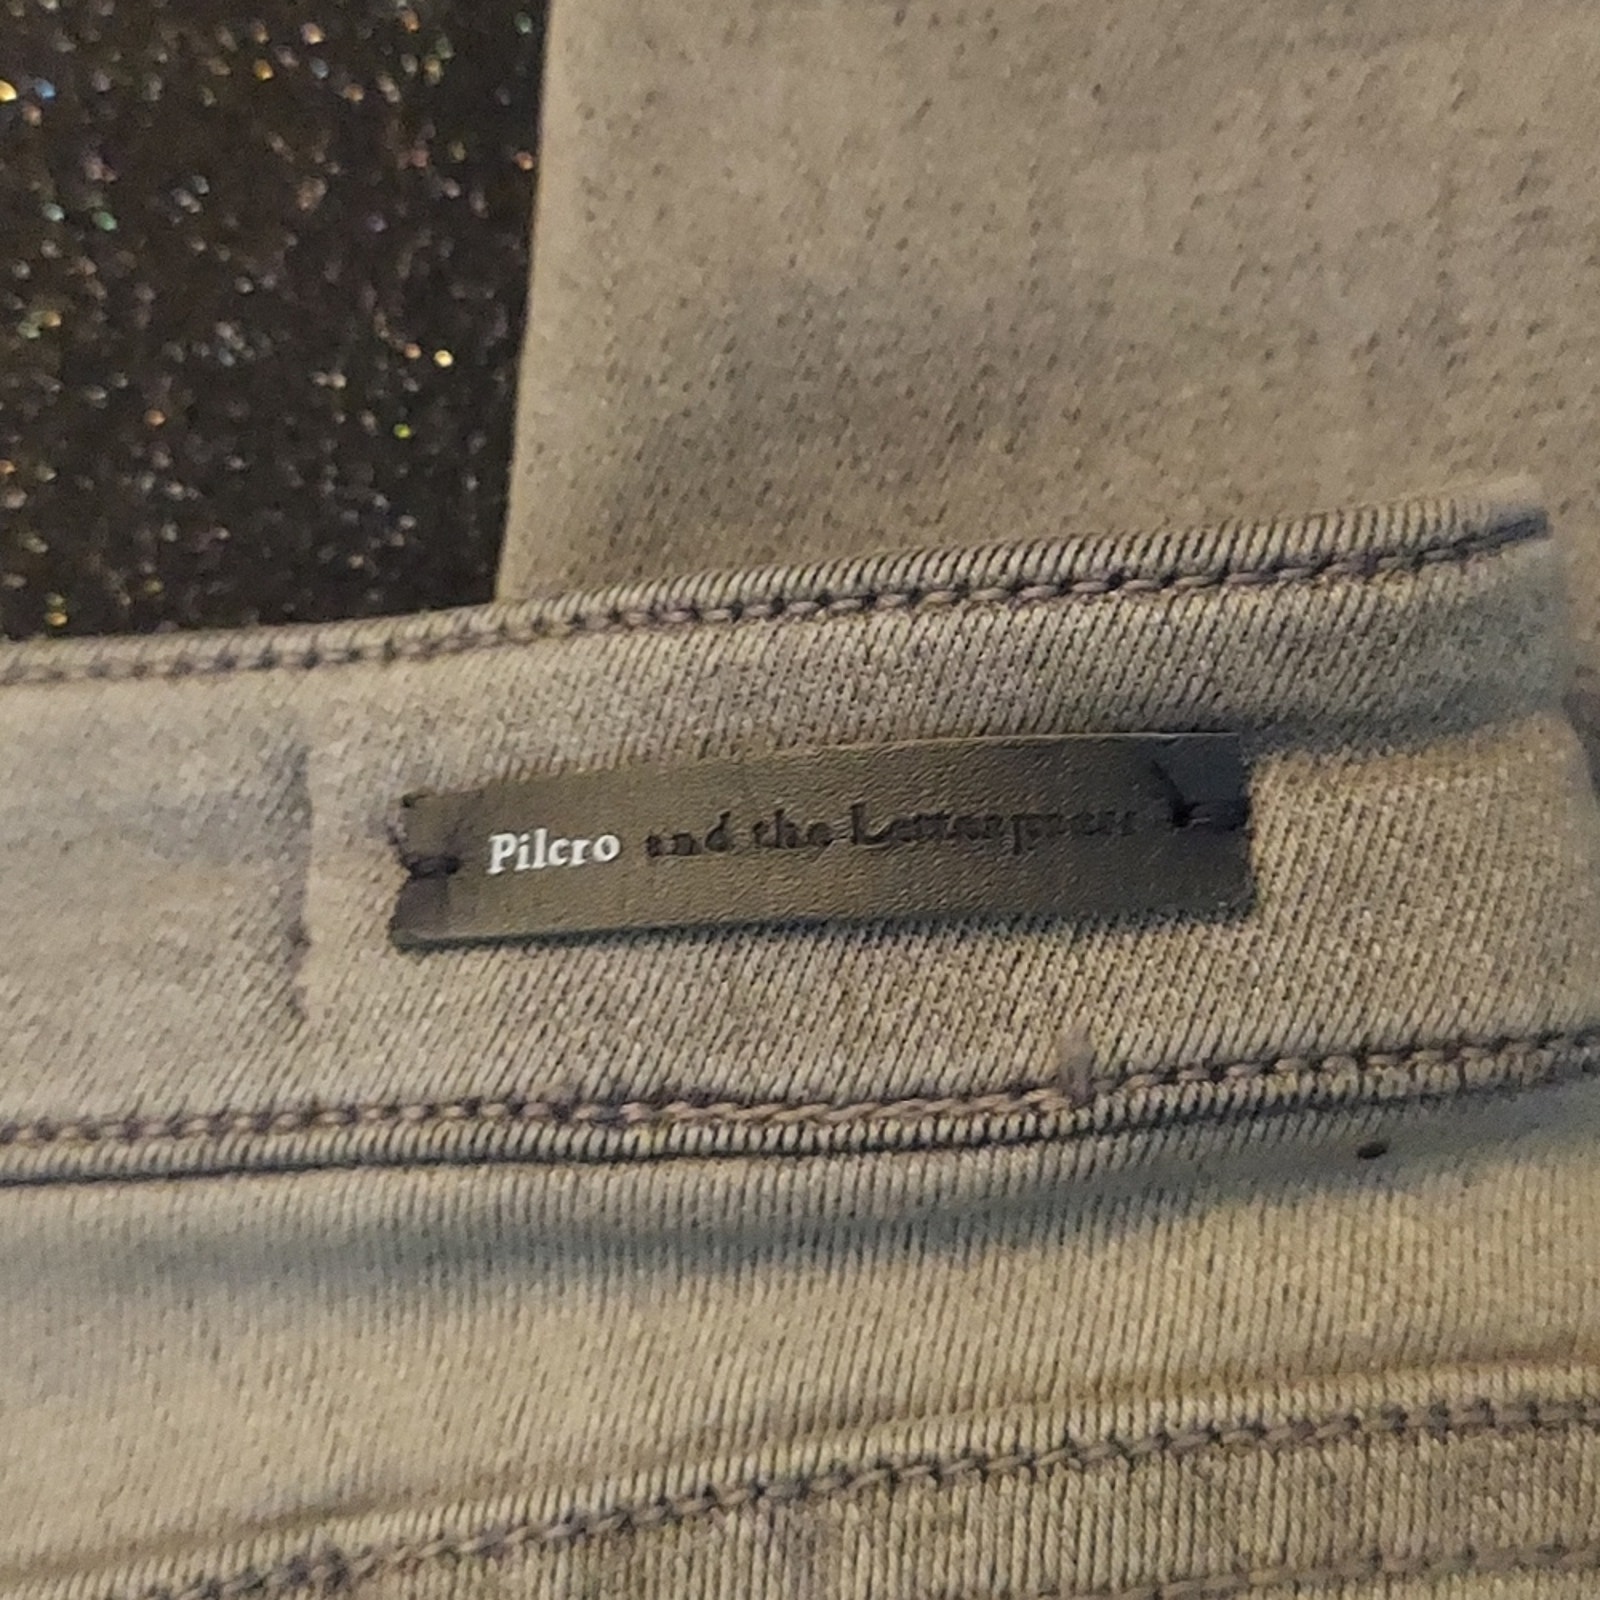 Pilcro and the Letterpress